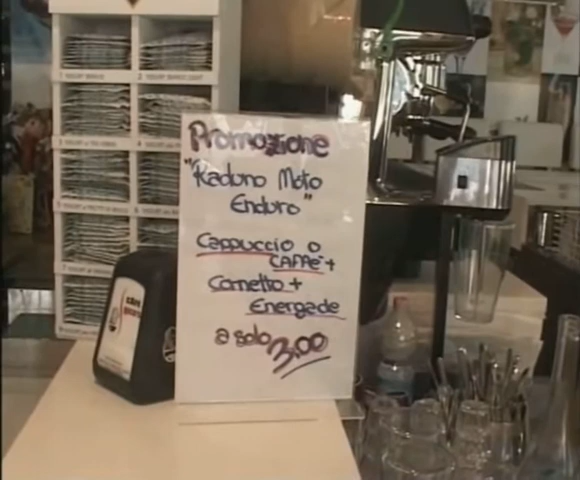 Promozione
"Raduno Moto
Enduro"
Cappuccio o
CAFFE'+
Cornetto +
Energade
a solo 3,00